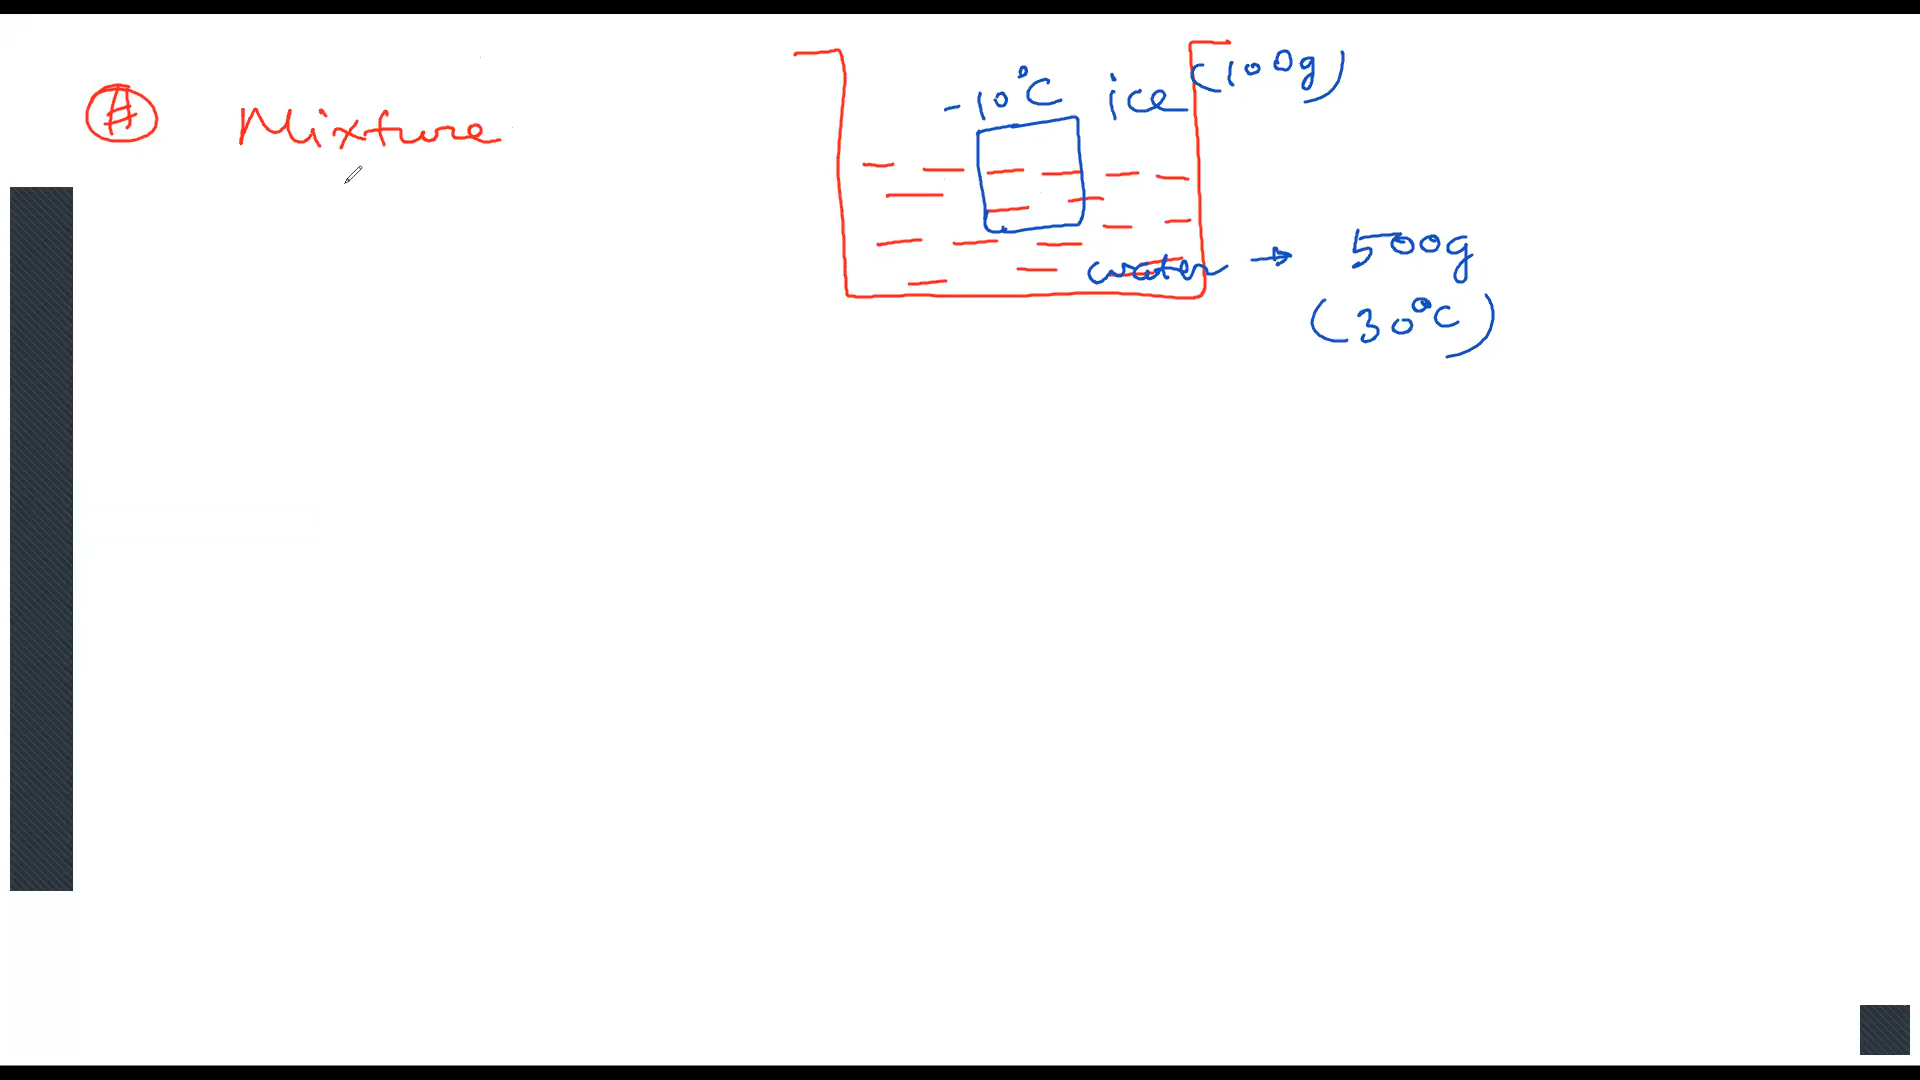 # Mixture
-10°C ice (100g)
water → 500g
(30°C)